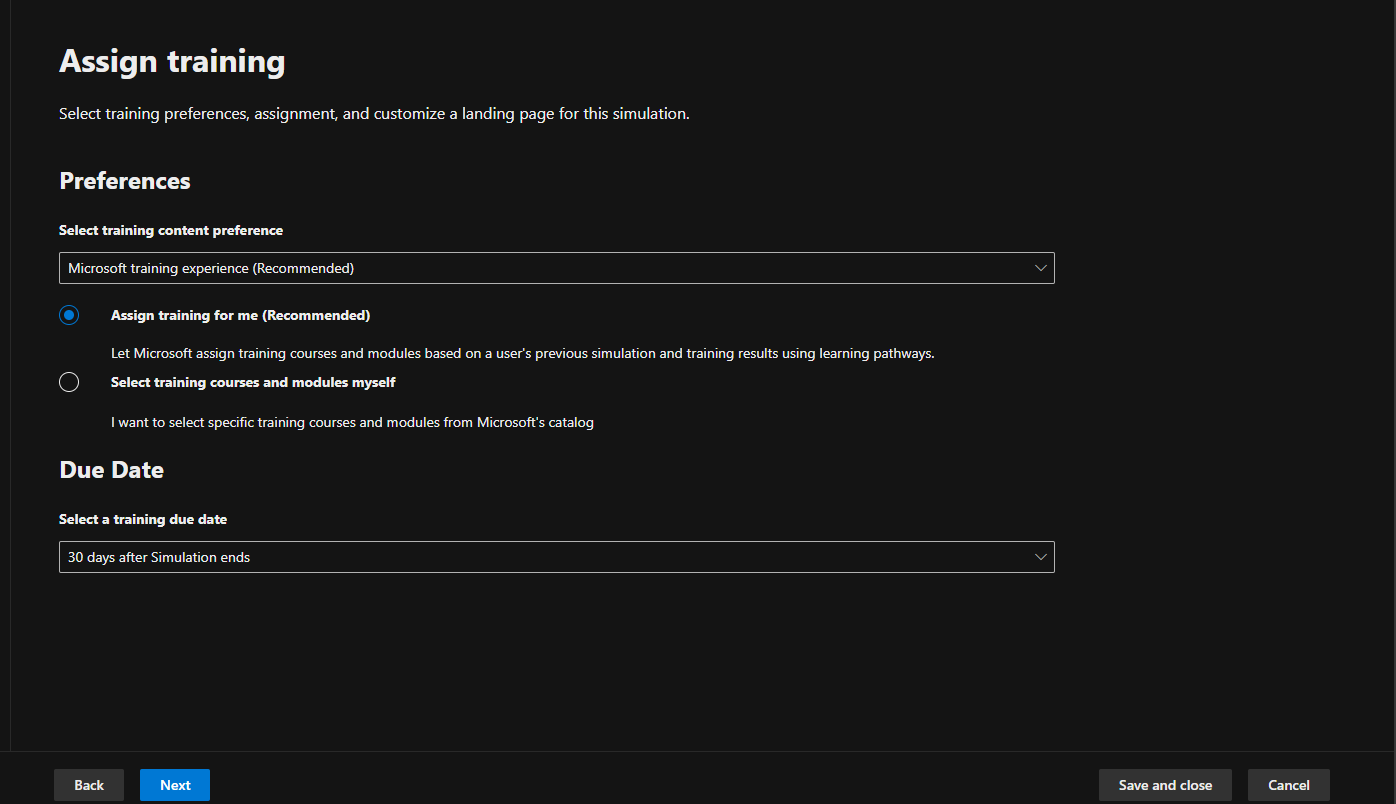 Assign training
Select training preferences, assignment, and customize a landing page for this simulation.
Preferences
Select training content preference
Microsoft training experience (Recommended)
Assign training for me (Recommended)
Let Microsoft assign training courses and modules based on a user's previous simulation and training results using learning pathways.
Select training courses and modules myself
I want to select specific training courses and modules from Microsoft's catalog
Due Date
Select a training due date
30 days after Simulation ends
Back Next Save and close Cancel